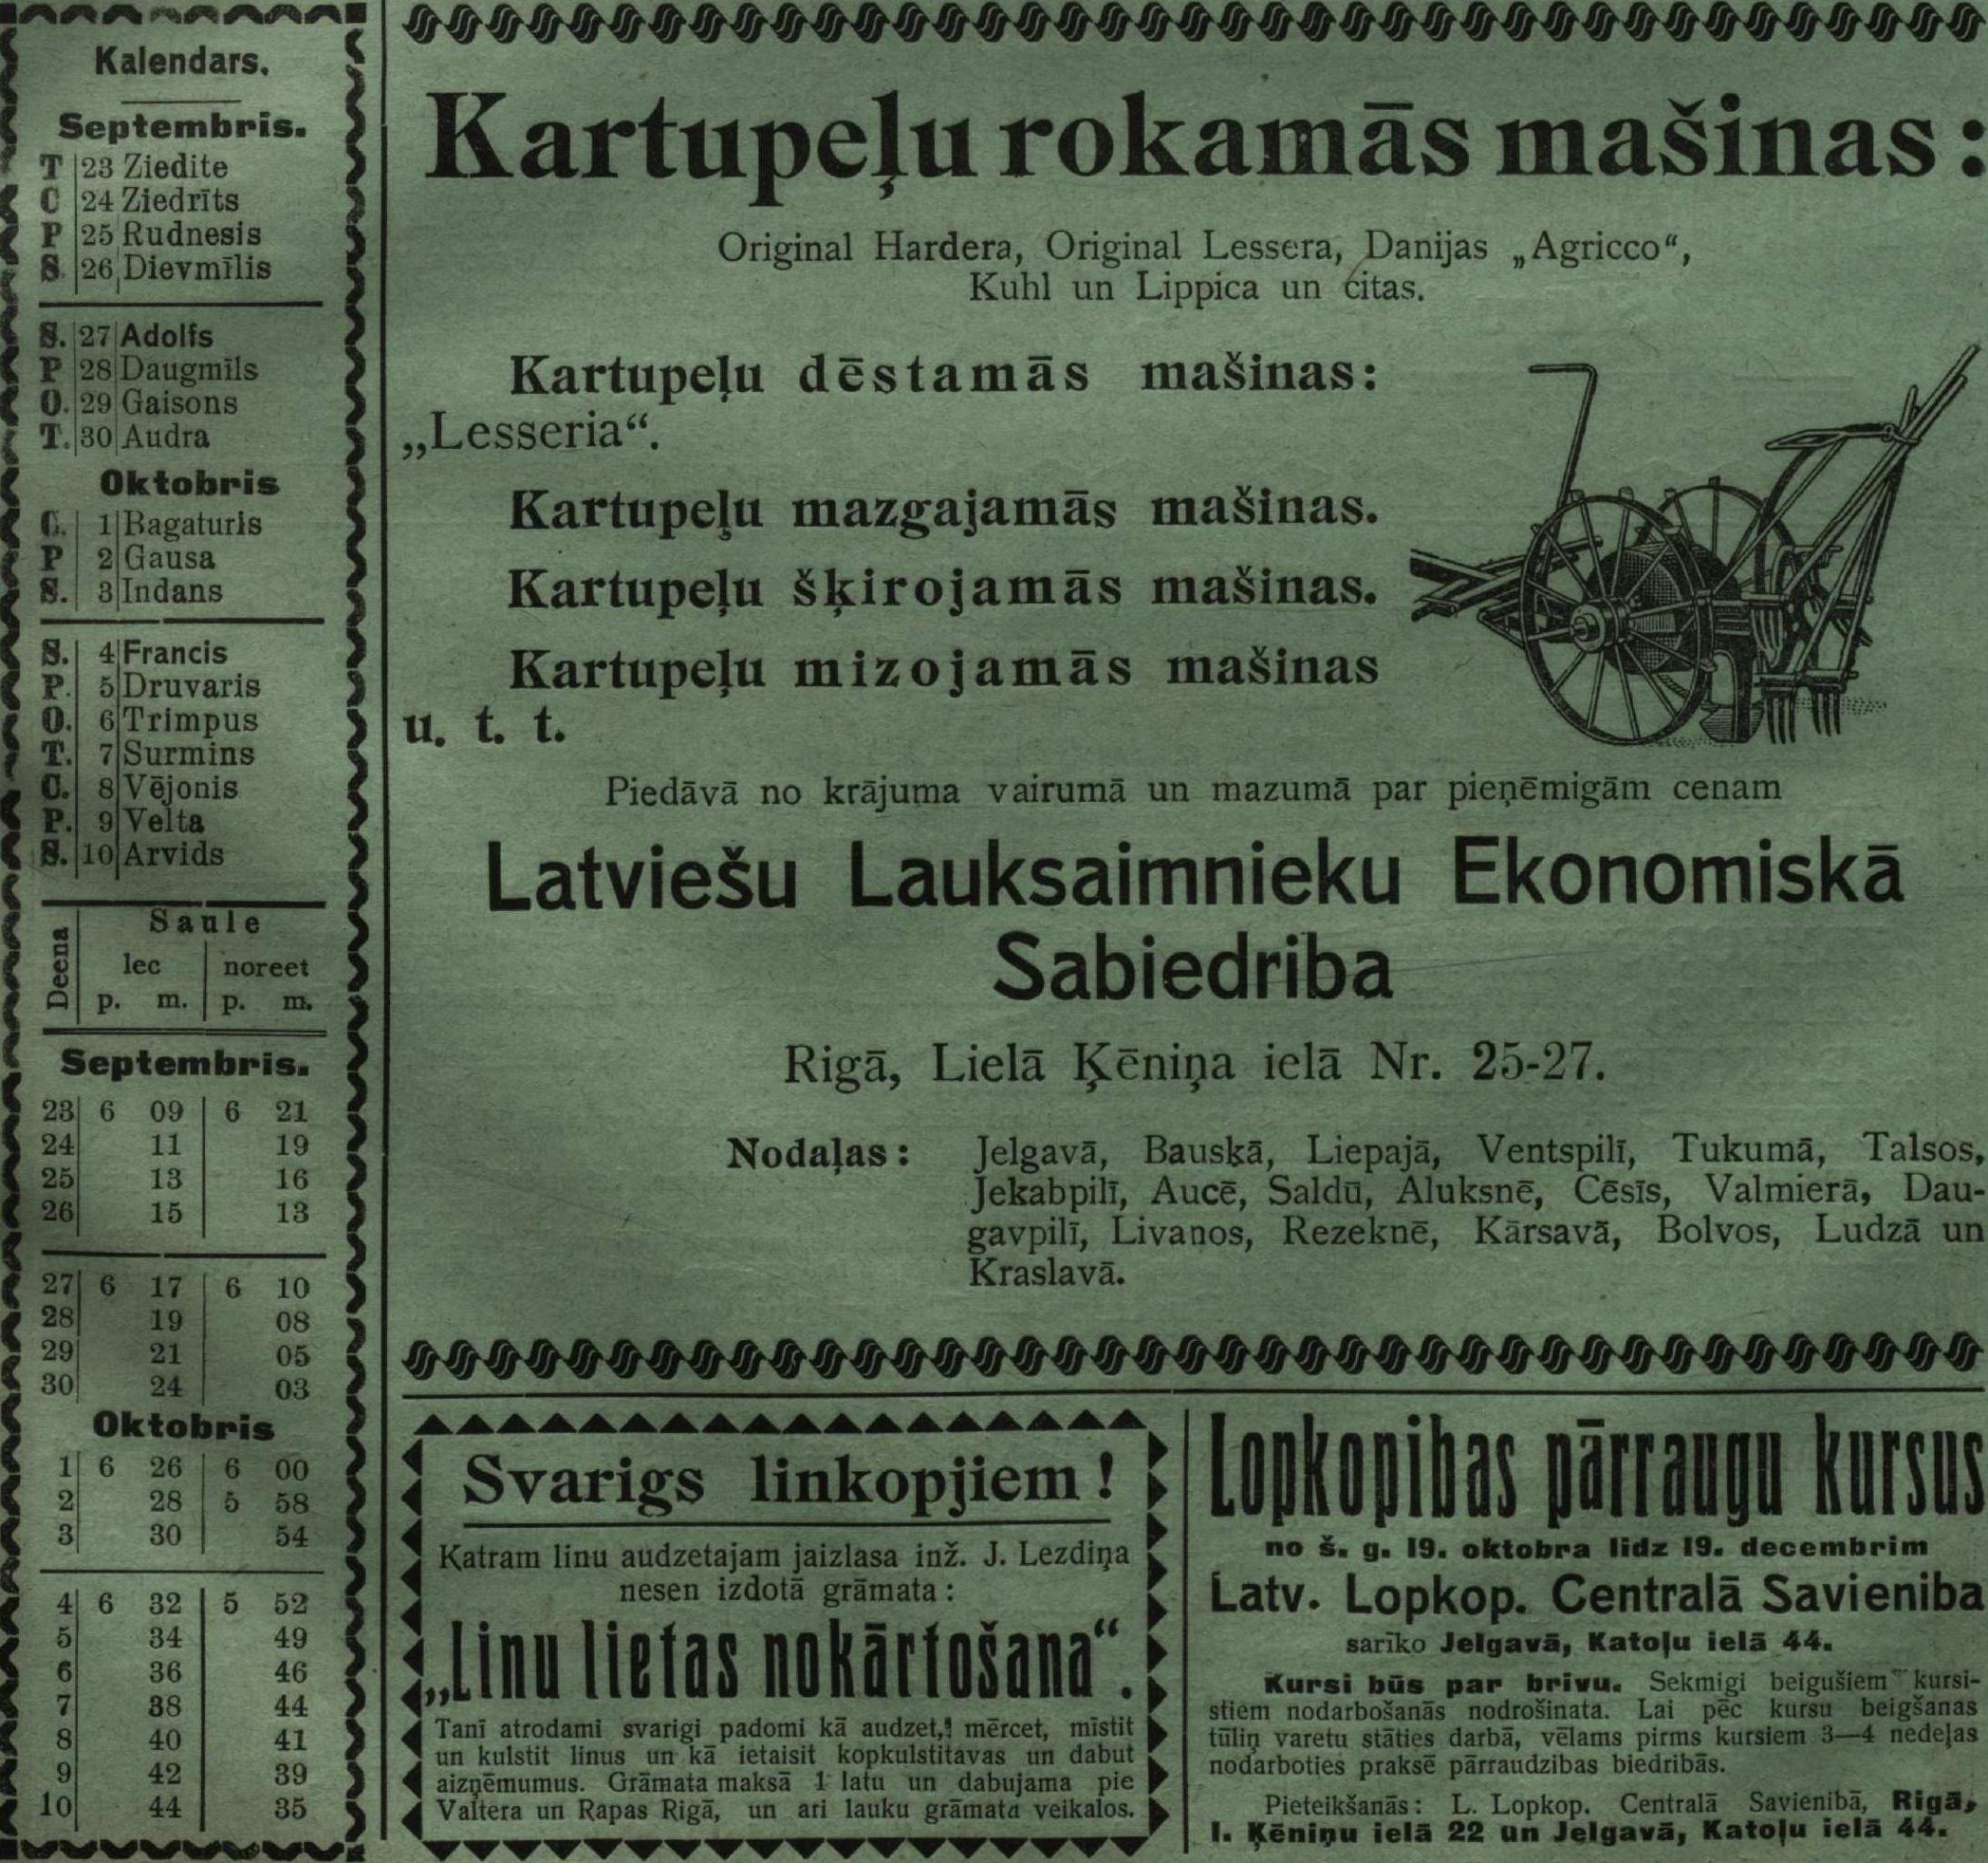 Kalendars.
Septembris.
T 23 Ziedite
C 24 Ziedrīts
P 25 Rudnesis
S 26 Dievmīlis
S. 27 Adolfs
P 28 Daugmīls
O. 29 Gaisons
T. 30 Audra
Oktobris
C. 1 Bagaturis
P 2 Gausa
S. 3 Indans
S. 4 Francis
P. 5 Druvaris
O. 6 Trimpus
T. 7 Surmins
C. 8 Vējonis
P. 9 Velta
S. 10 Arvids
Deena
Saule
lec noreet
p. m. p. m.
Septembris.
23 6 09 6 21
24 11 19
25 13 16
26 15 13
27 6 17 6 10
28 19 08
29 21 05
30 24 03
Oktobris
1 6 26 6 00
2 28 5 58
3 30 54
4 6 32 5 52
5 34 49
6 36 46
7 38 44
8 40 41
9 42 39
10 44 35
Kartupeļu rokamās mašinas:
Original Hardera, Original Lessera, Danijas „Agricco“,
Kuhl un Lippica un citas.
Kartupeļu dēstamās mašinas:
„Lesseria“.
Kartupeļu mazgajamās mašinas.
Kartupeļu šķirojamās mašinas.
Kartupeļu mizojamās mašinas
u. t. t.
Piedāvā no krājuma vairumā un mazumā par pieņēmigām cenam
Latviešu Lauksaimnieku Ekonomiskā
Sabiedriba
Rigā, Lielā Ķēniņa ielā Nr. 25-27.
Nodaļas: Jelgavā, Bauskā, Liepajā, Ventspilī, Tukumā, Talsos,
Jekabpilī, Aucē, Saldū, Aluksnē, Cēsīs, Valmierā, Dau-
gavpilī, Livanos, Rezeknē, Kārsavā, Bolvos, Ludzā un
Kraslavā.
Svarigs linkopjiem!
Katram linu audzetajam jaizlasa inž. J. Lezdiņa
nesen izdotā grāmata:
„Linu lietas nokārtošana“.
Tanī atrodami svarigi padomi kā audzet, mērcet, mīstit
un kulstit linus un kā ietaisit kopkulstitavas un dabut
aizņēmumus. Grāmata maksā 1 latu un dabujama pie
Valtera un Rapas Rigā, un ari lauku grāmatu veikalos.
Lopkopibas pārraugu kursus
no š. g. 19. oktobra lidz 19. decembrim
Latv. Lopkop. Centralā Savieniba
sarīko Jelgavā, Katoļu ielā 44.
Kursi būs par brivu. Sekmigi beigušiem kursi-
stiem nodarbošanās nodrošinata. Lai pēc kursu beigšanas
tūliņ varetu stāties darbā, vēlams pirms kursiem 3—4 nedeļas
nodarboties praksē pārraudzibas biedribās.
Pieteikšanās: L. Lopkop. Centralā Savienibā, Rigā,
l. Ķēniņu ielā 22 un Jelgavā, Katoļu ielā 44.